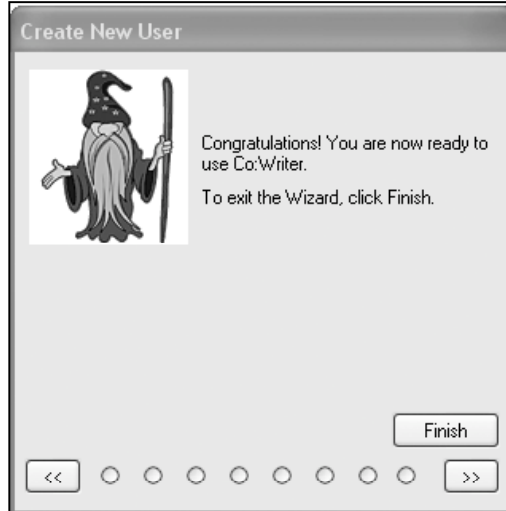 Create New User
Congratulations! You are now ready to
use Co:Writer.
To exit the Wizard, click Finish.
Finish
<<
>>